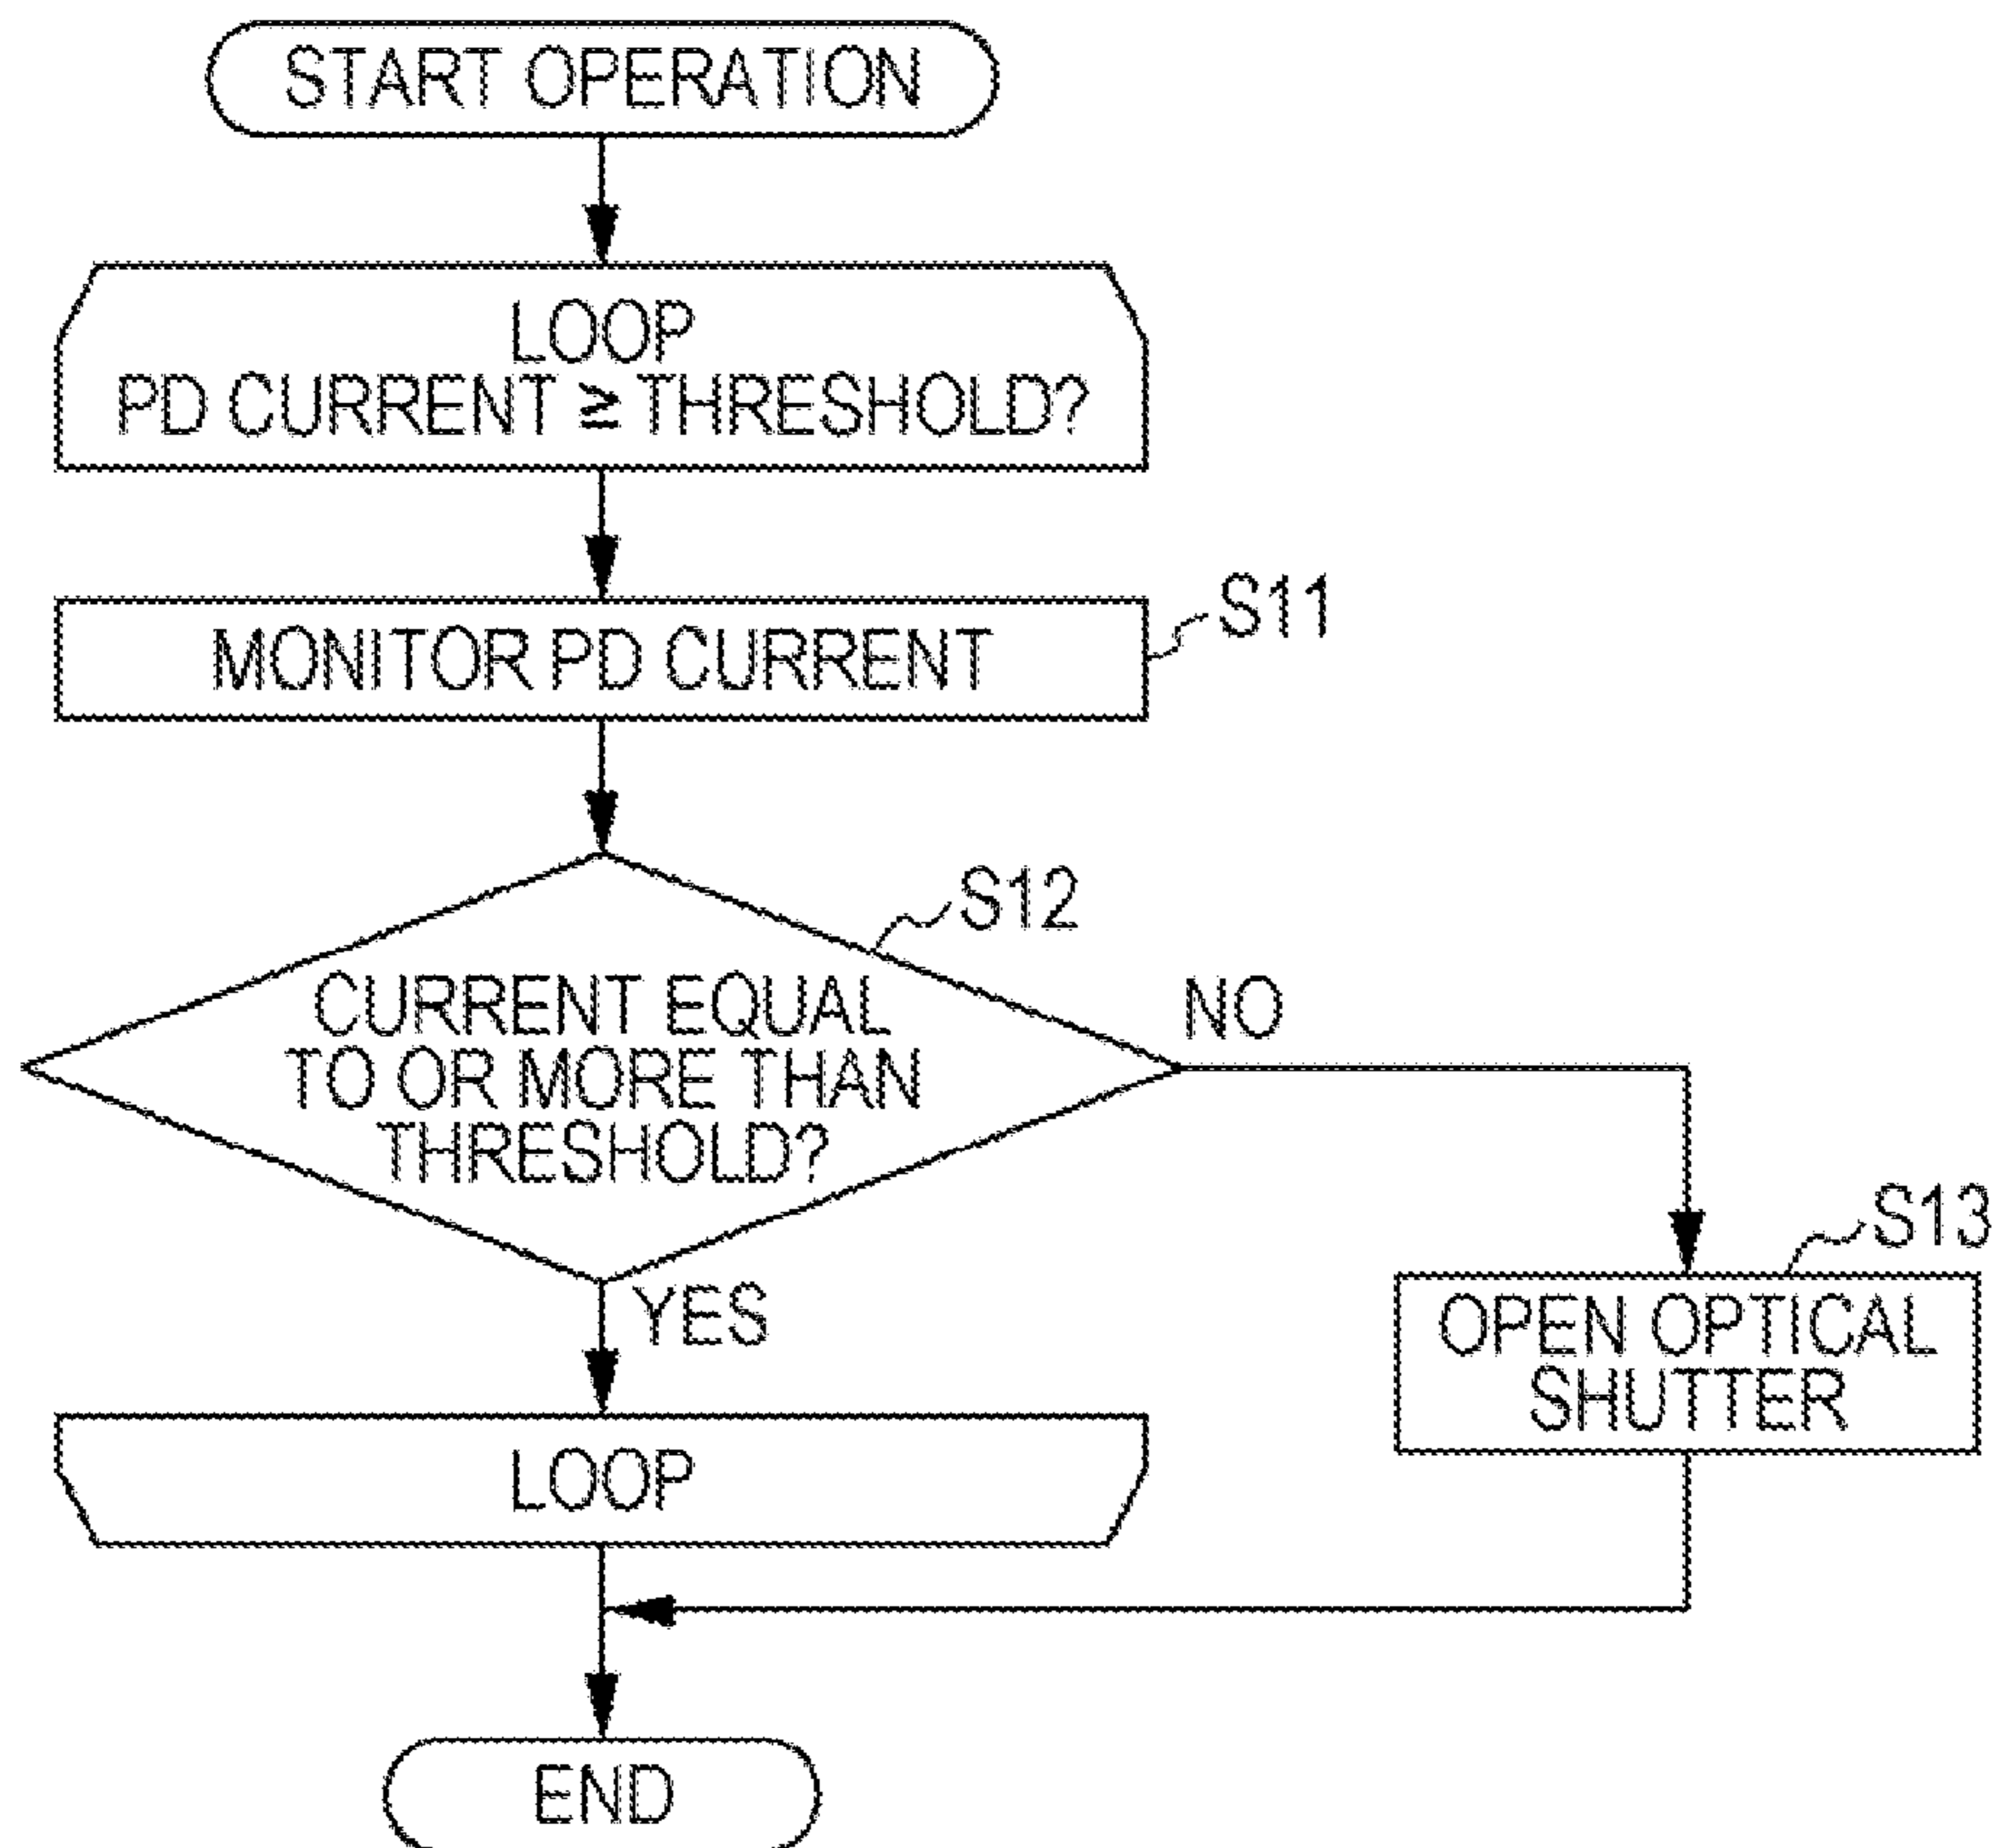 START OPERATION
LOOP
PD CURRENT ≧ THRESHOLD?
MONITOR PD CURRENT
S11
S12
CURRENT EQUAL
TO OR MORE THAN
THRESHOLD?
NO
YES
S13
OPEN OPTICAL
SHUTTER
LOOP
END